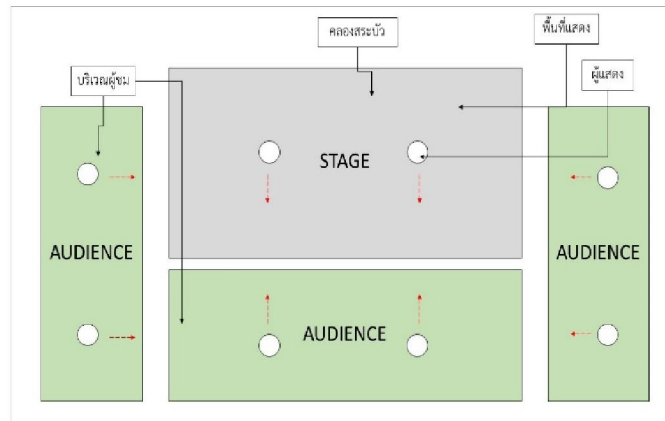 คลองสระบัว
พื้นที่แสดง
ผู้แสดง
บริเวณผู้ชม
STAGE
AUDIENCE
AUDIENCE
AUDIENCE